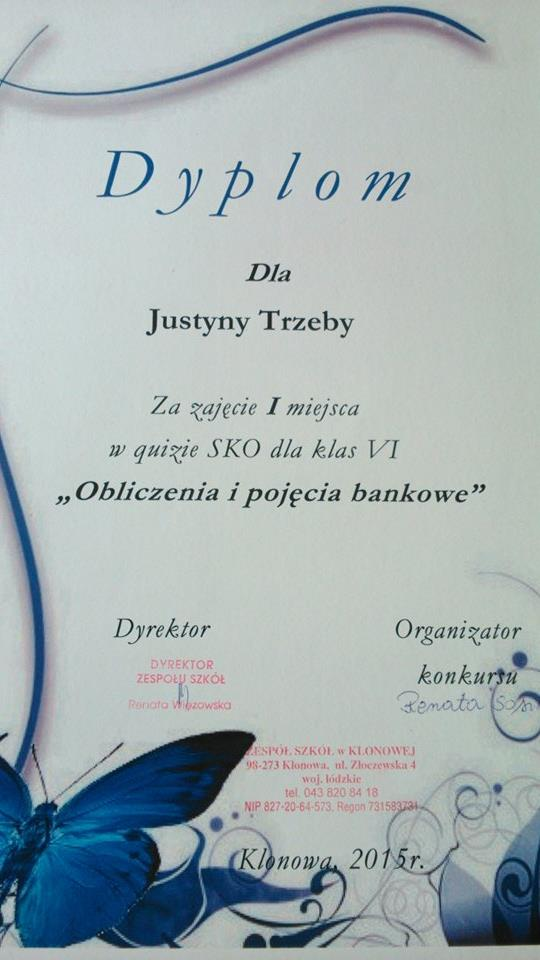 Dyplom
Dla
Justyny Trzeby
Za zajęcie I miejsca
w quizie SKO dla klas VI
„Obliczenia i pojęcia bankowe”
Dyrektor
DYREKTOR
ZESPOŁU SZKÓŁ
Renata Więzowska
Organizator
konkursu
Renata
ZESPÓŁ SZKÓŁ w KLONOWEJ
98-273 Klonowa, ul. Złoczewska 4
woj. łódzkie
tel. 043 820 84 18
NIP 827-20-64-573, Regon 731583731
Klonowa, 2015r.